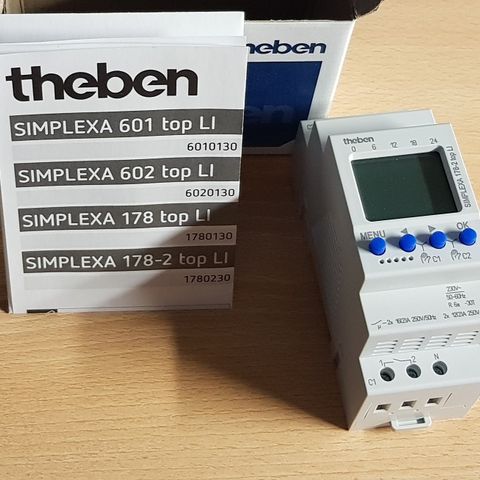 theben
SIMPLEXA 601 top LI
6010130
SIMPLEXA 602 top LI
6020130
SIMPLEXA 178 top LI
1780130
SIMPLEXA 178-2 top LI
1780230
theben
theben
0 6 12 18 24
SIMPLEXA 178-2 top LI
MENU ◀ ▶ OK
C1 C2
230V~
50-60Hz
1 2 N
C1